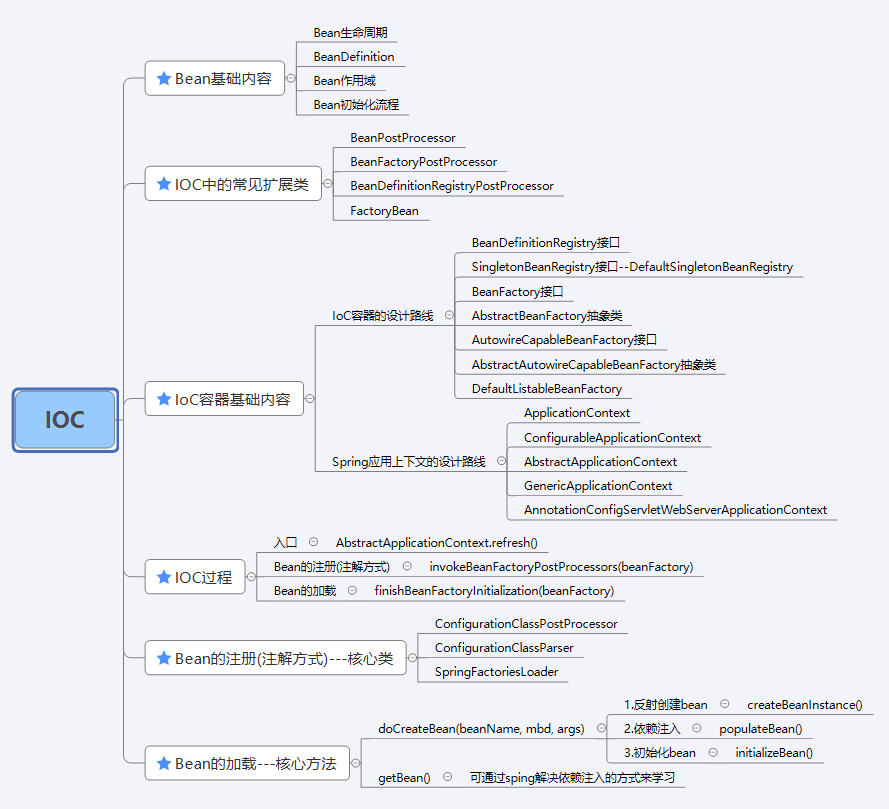 IOC
Bean基础内容
Bean生命周期
BeanDefinition
Bean作用域
Bean初始化流程
IOC中的常见扩展类
BeanPostProcessor
BeanFactoryPostProcessor
BeanDefinitionRegistryPostProcessor
FactoryBean
IoC容器基础内容
IoC容器的设计路线
BeanDefinitionRegistry接口
SingletonBeanRegistry接口--DefaultSingletonBeanRegistry
BeanFactory接口
AbstractBeanFactory抽象类
AutowireCapableBeanFactory接口
AbstractAutowireCapableBeanFactory抽象类
DefaultListableBeanFactory
Spring应用上下文的设计路线
ApplicationContext
ConfigurableApplicationContext
AbstractApplicationContext
GenericApplicationContext
AnnotationConfigServletWebServerApplicationContext
IOC过程
入口 AbstractApplicationContext.refresh()
Bean的注册(注解方式) invokeBeanFactoryPostProcessors(beanFactory)
Bean的加载 finishBeanFactoryInitialization(beanFactory)
Bean的注册(注解方式)---核心类
ConfigurationClassPostProcessor
ConfigurationClassParser
SpringFactoriesLoader
Bean的加载---核心方法
doCreateBean(beanName, mbd, args)
1.反射创建bean createBeanInstance()
2.依赖注入 populateBean()
3.初始化bean initializeBean()
getBean() 可通过sping解决依赖注入的方式来学习